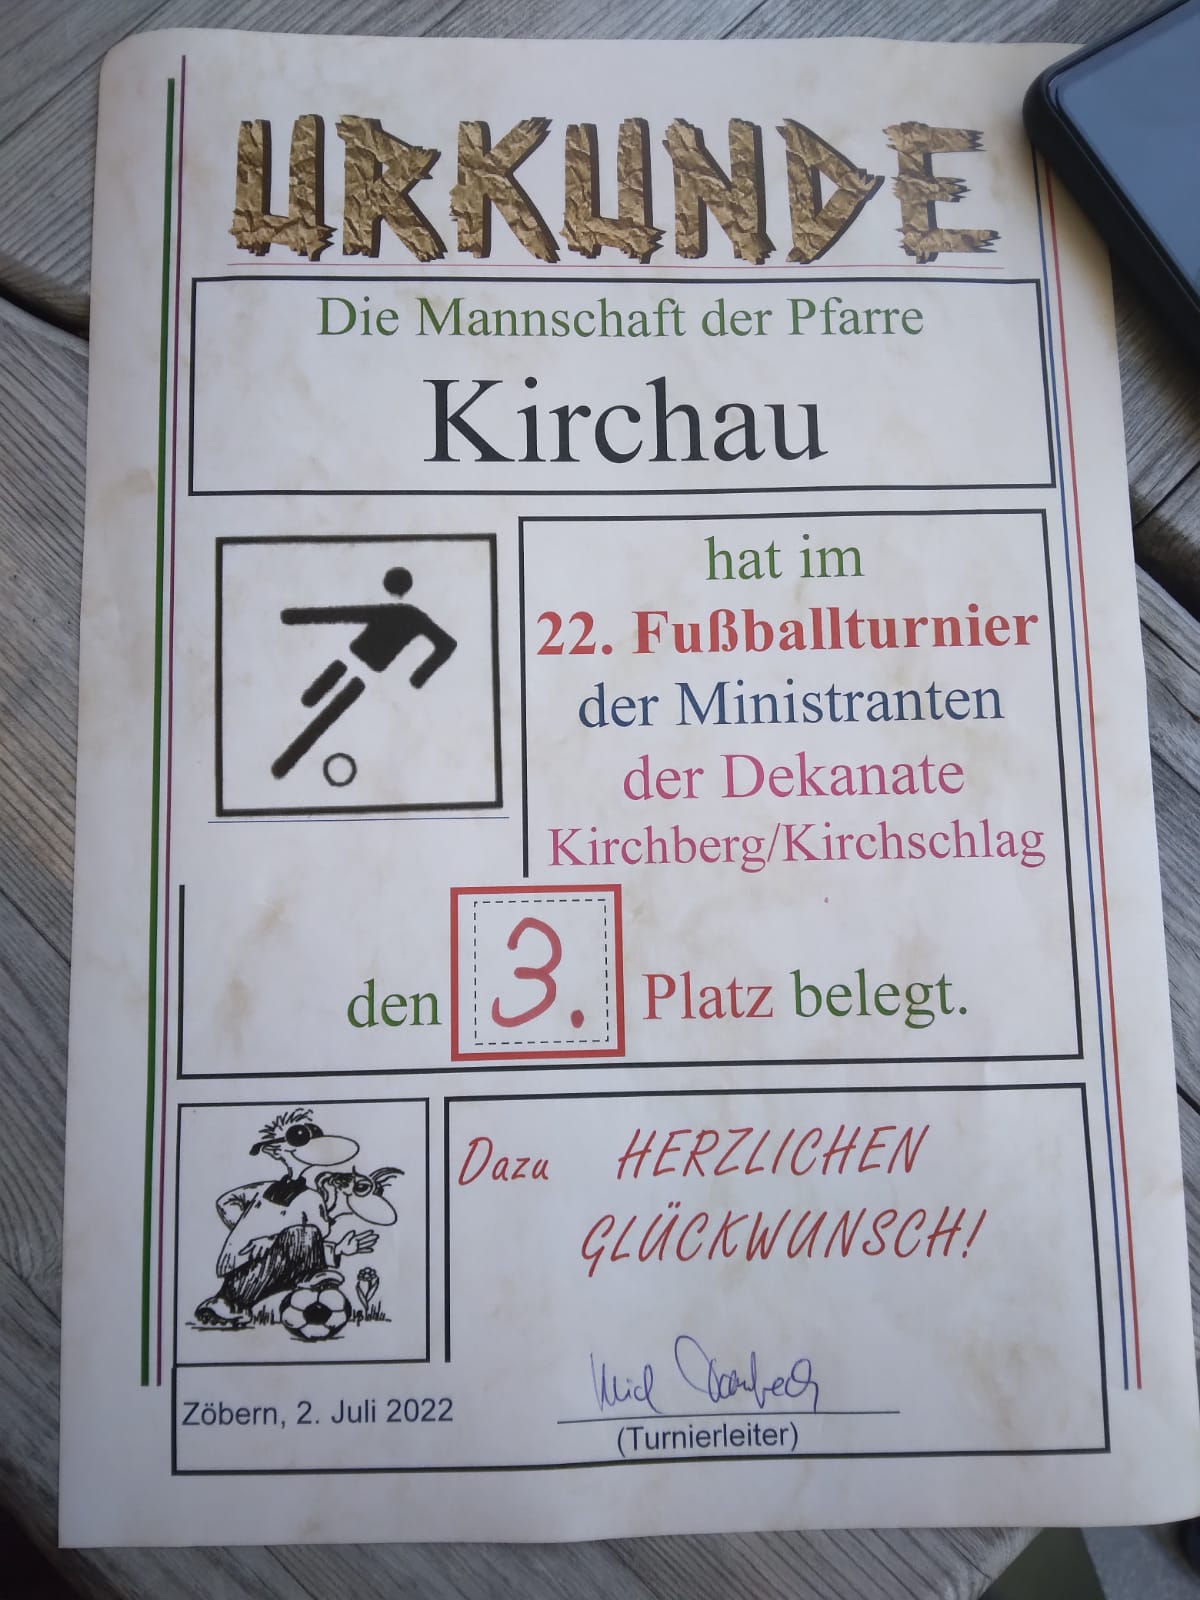 URKUNDE
Die Mannschaft der Pfarre
Kirchau
hat im
22. Fußballturnier
der Ministranten
der Dekanate
Kirchberg/Kirchschlag
den 3. Platz belegt.
Dazu HERZLICHEN
GLÜCKWUNSCH!
Zöbern, 2. Juli 2022
(Turnierleiter)